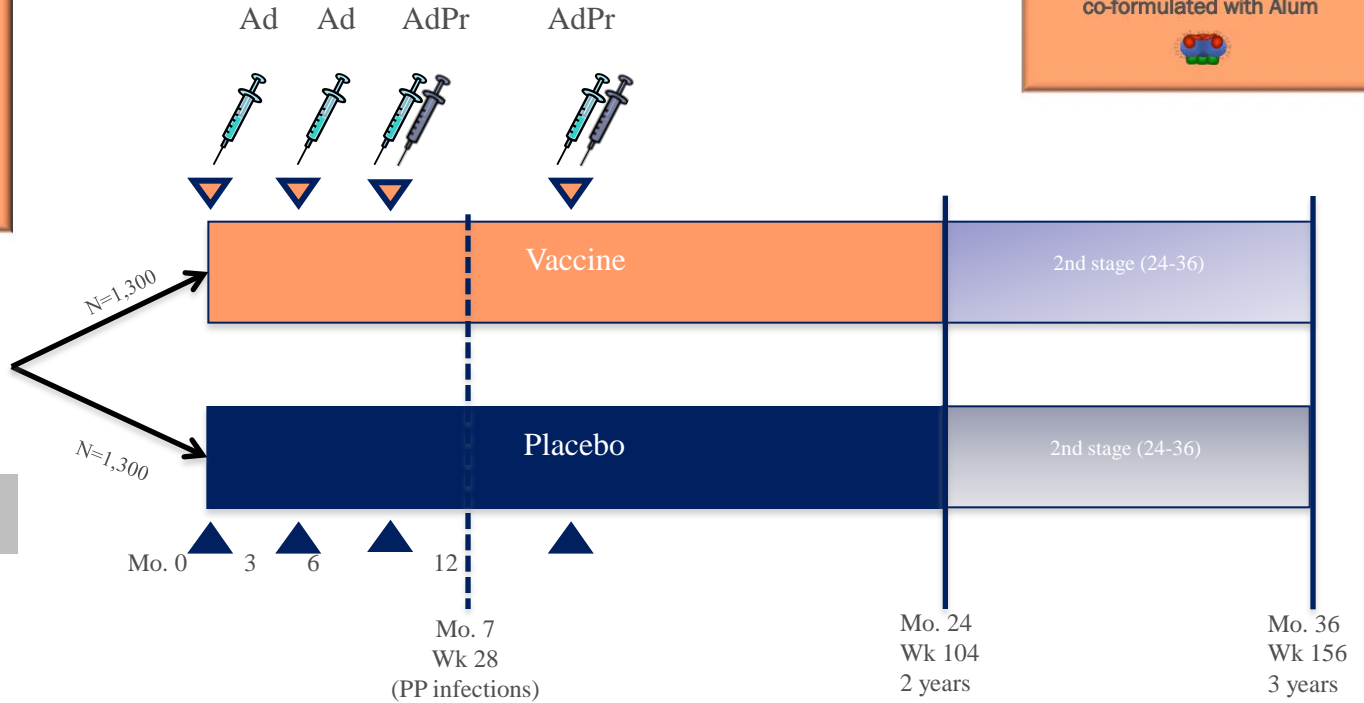 Ad Ad AdPr AdPr
co-formulated with Alum
N=1,300
Vaccine
2nd stage (24-36)
N=1,300
Placebo
2nd stage (24-36)
Mo. 0 3 6 12
Mo. 7
Wk 28
(PP infections)
Mo. 24
Wk 104
2 years
Mo. 36
Wk 156
3 years